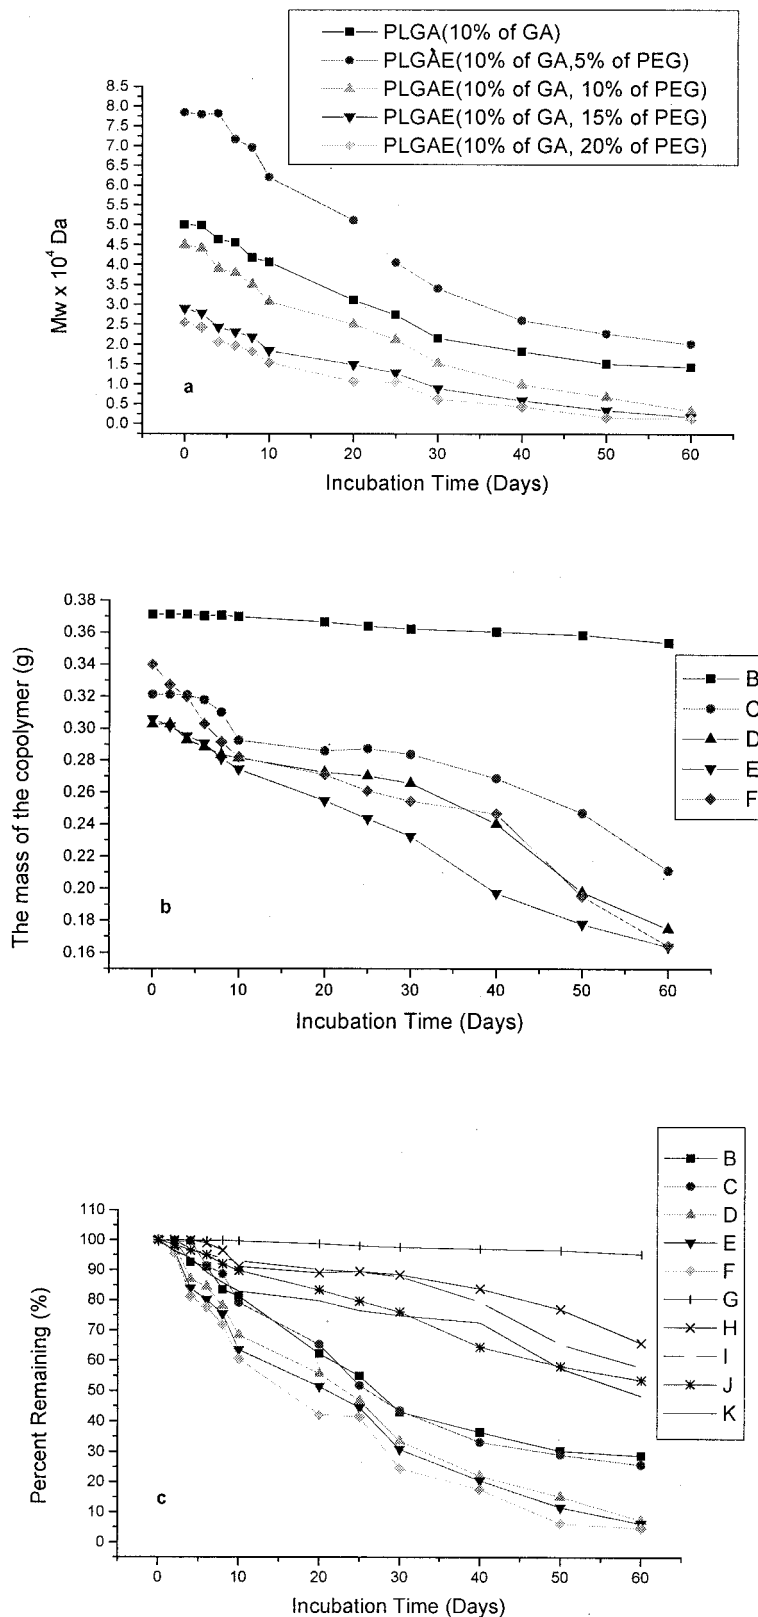 PLGA(10% of GA)
PLGAE(10% of GA,5% of PEG)
PLGAE(10% of GA, 10% of PEG)
PLGAE(10% of GA, 15% of PEG)
PLGAE(10% of GA, 20% of PEG)
8.5
8.0
7.5
7.0
6.5
6.0
5.5
5.0
4.5
4.0
3.5
3.0
2.5
2.0
1.5
1.0
0.5
0.0
Mw x 10⁴ Da
a
0 10 20 30 40 50 60
Incubation Time (Days)
0.38
0.36
0.34
0.32
0.30
0.28
0.26
0.24
0.22
0.20
0.18
0.16
The mass of the copolymer (g)
B
C
D
E
F
b
0 10 20 30 40 50 60
Incubation Time (Days)
B
C
D
E
F
G
H
I
J
K
110
100
90
80
70
60
50
40
30
20
10
0
Percent Remaining (%)
c
0 10 20 30 40 50 60
Incubation Time (Days)